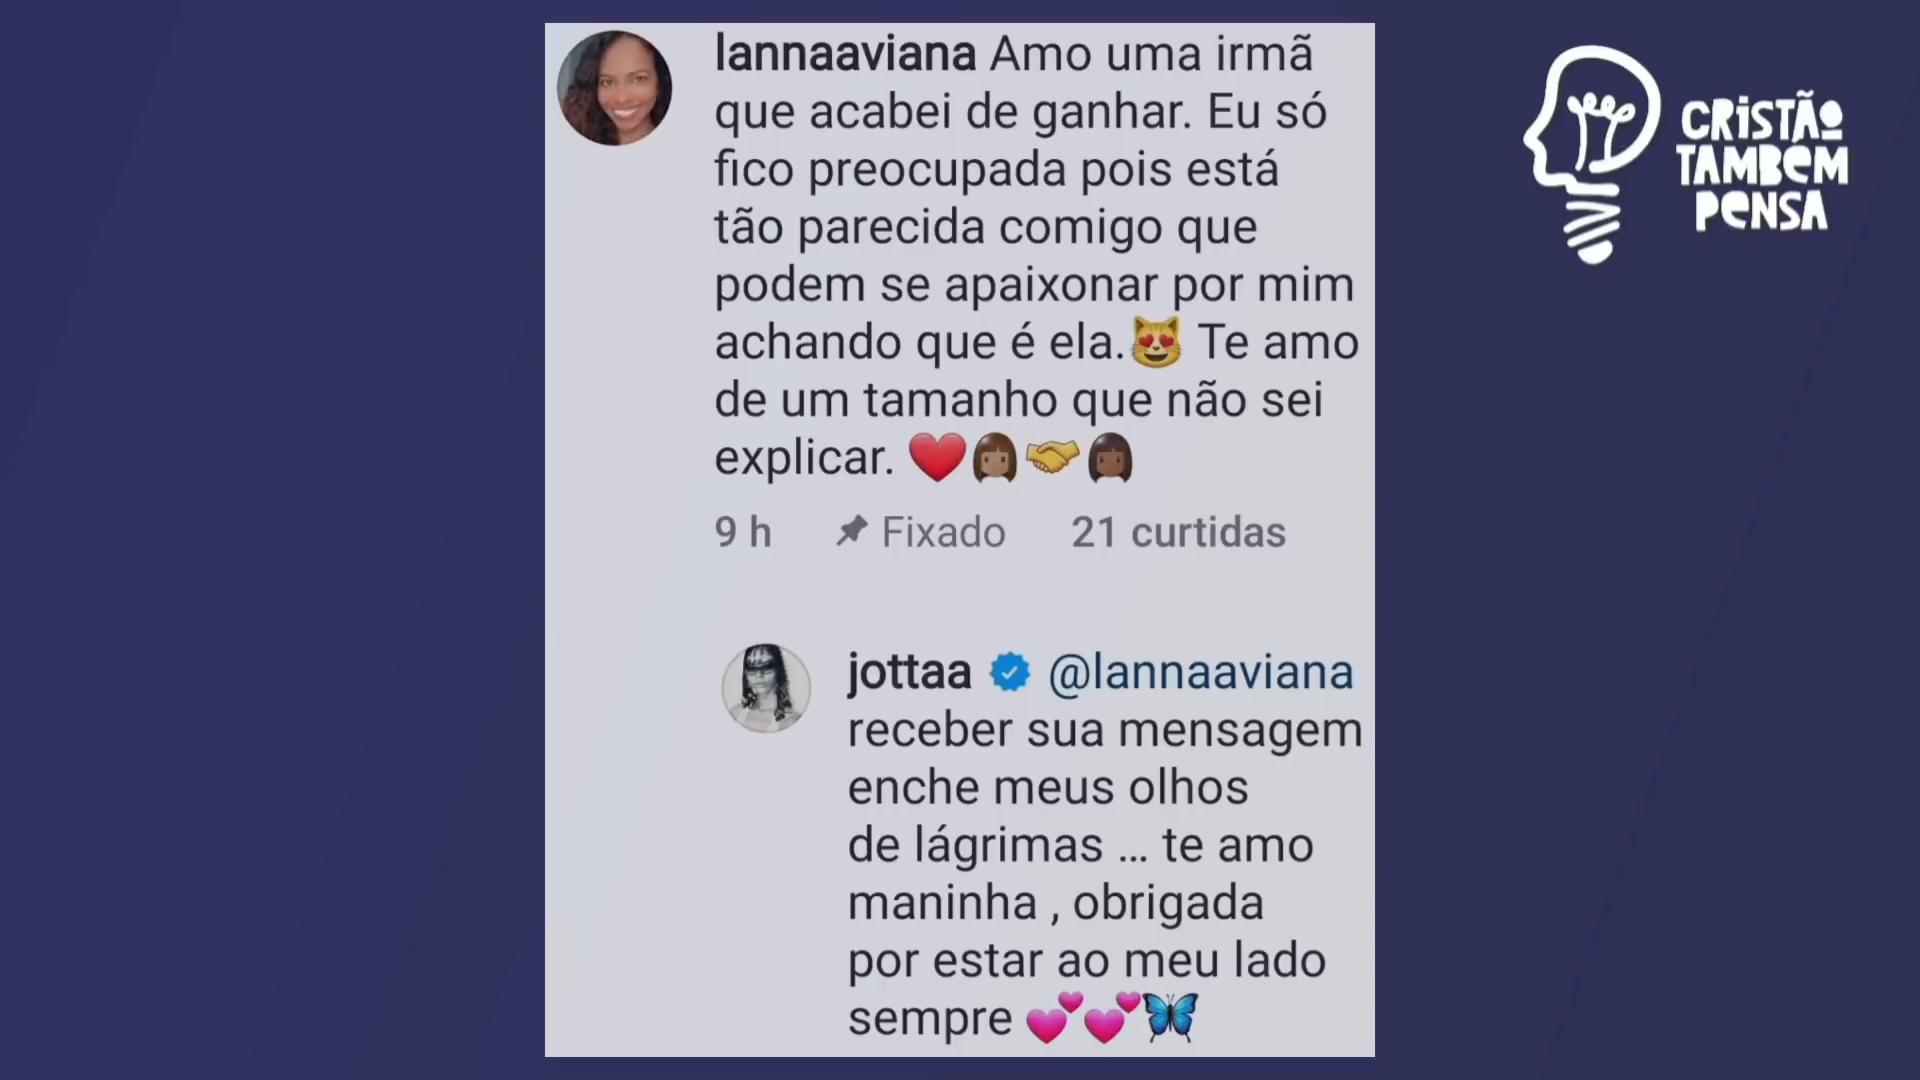 lannaaviana Amo uma irmã
que acabei de ganhar. Eu só
fico preocupada pois está
tão parecida comigo que
podem se apaixonar por mim
achando que é ela.😻 Te amo
de um tamanho que não sei
explicar. ❤️👩🏽🤝👩🏾
9 h 📌 Fixado 21 curtidas
jottaa @lannaaviana
receber sua mensagem
enche meus olhos
de lágrimas ... te amo
maninha , obrigada
por estar ao meu lado
sempre 💕💕🦋
CRiSTÃO
TAMBéM
PeNSA